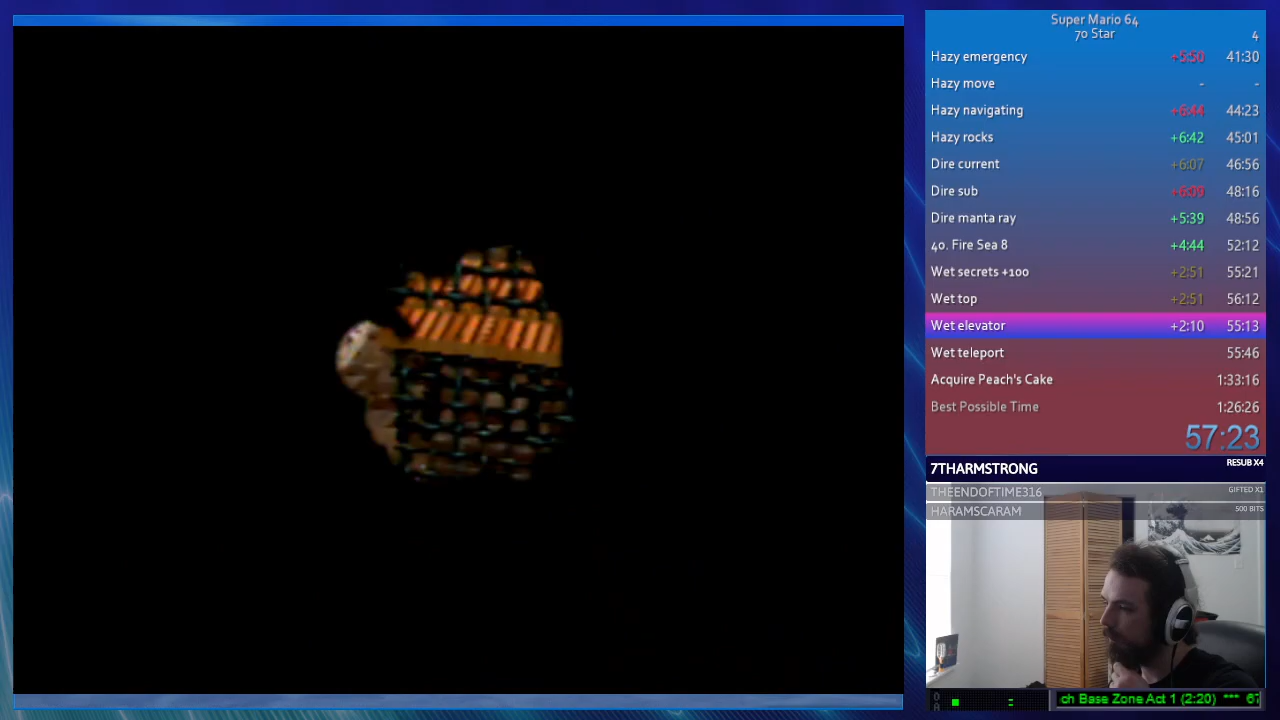 Super Mario 64
70 Star
4
Hazy emergency +5:50 41:30
Hazy move - -
Hazy navigating +6:44 44:23
Hazy rocks +6:42 45:01
Dire current +6:07 46:56
Dire sub +6:09 48:16
Dire manta ray +5:39 48:56
40. Fire Sea 8 +4:44 52:12
Wet secrets +100 +2:51 55:21
Wet top +2:51 56:12
Wet elevator +2:10 55:13
Wet teleport 55:46
Acquire Peach's Cake 1:33:16
Best Possible Time 1:26:26
57:23
7THARMSTRONG RESUB X4
THEENDOFTIME316 GIFTED X1
HARAMSCARAM 500 BITS
ch Base Zone Act 1 (2:20) *** 67